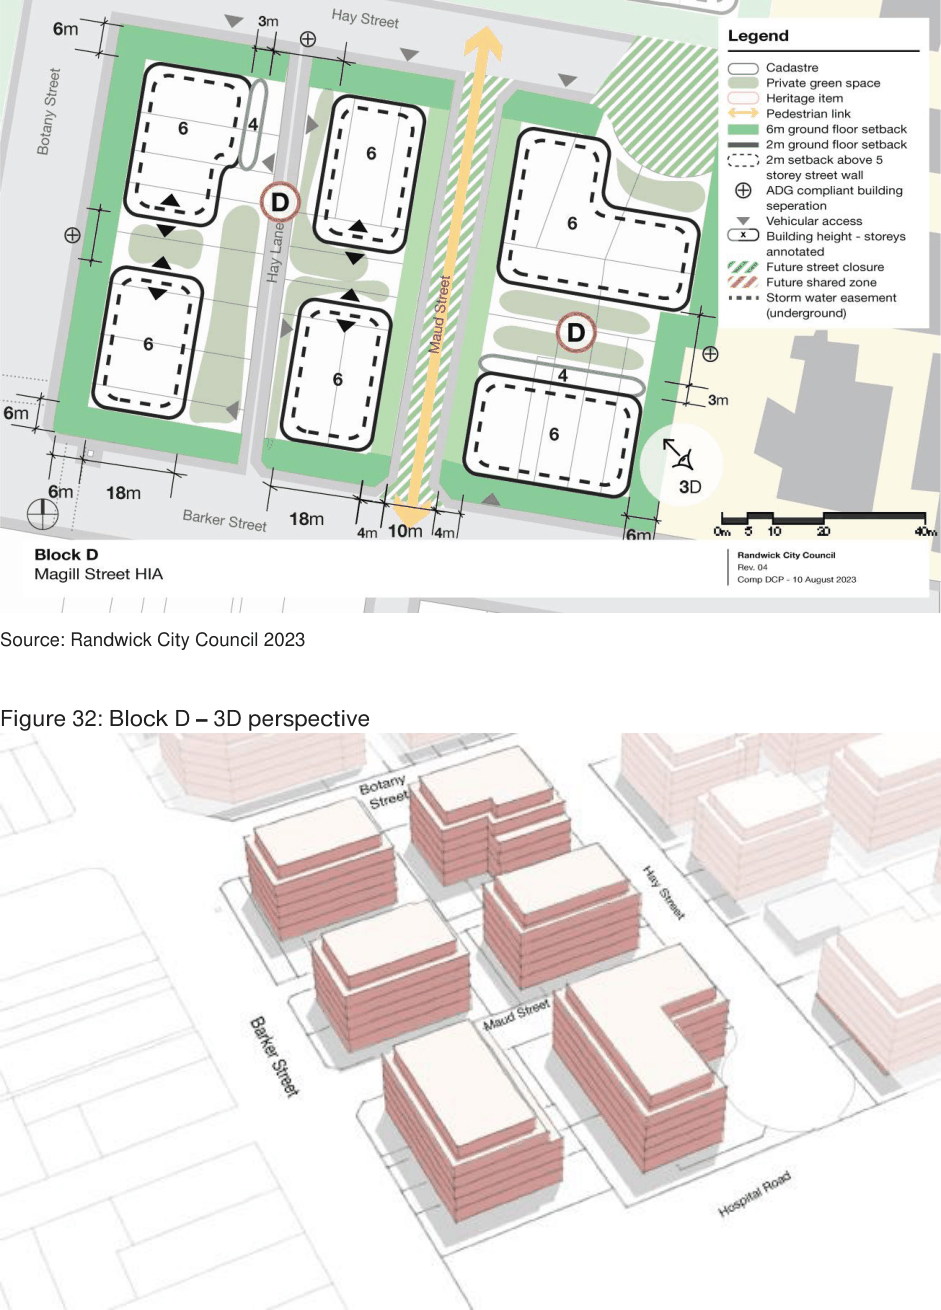 Hay Street
3m
6m
Botany Street
Legend
Cadastre
Private green space
Heritage item
Pedestrian link
6m ground floor setback
2m ground floor setback
2m setback above 5
storey street wall
ADG compliant building
seperation
Vehicular access
x
Building height - storeys
annotated
Future street closure
Future shared zone
Storm water easement
(underground)
6
4
6
D
6
Hay Lane
Maud Street
D
6
6
4
6
3m
6m
3D
6m
18m
Barker Street
18m
4m
10m
4m
6m
0m 5 10 20 40m
Block D
Magill Street HIA
Randwick City Council
Rev. 04
Comp DCP - 10 August 2023
Source: Randwick City Council 2023
Figure 32: Block D – 3D perspective
Botany
Street
Hay Street
Maud Street
Barker Street
Hospital Road